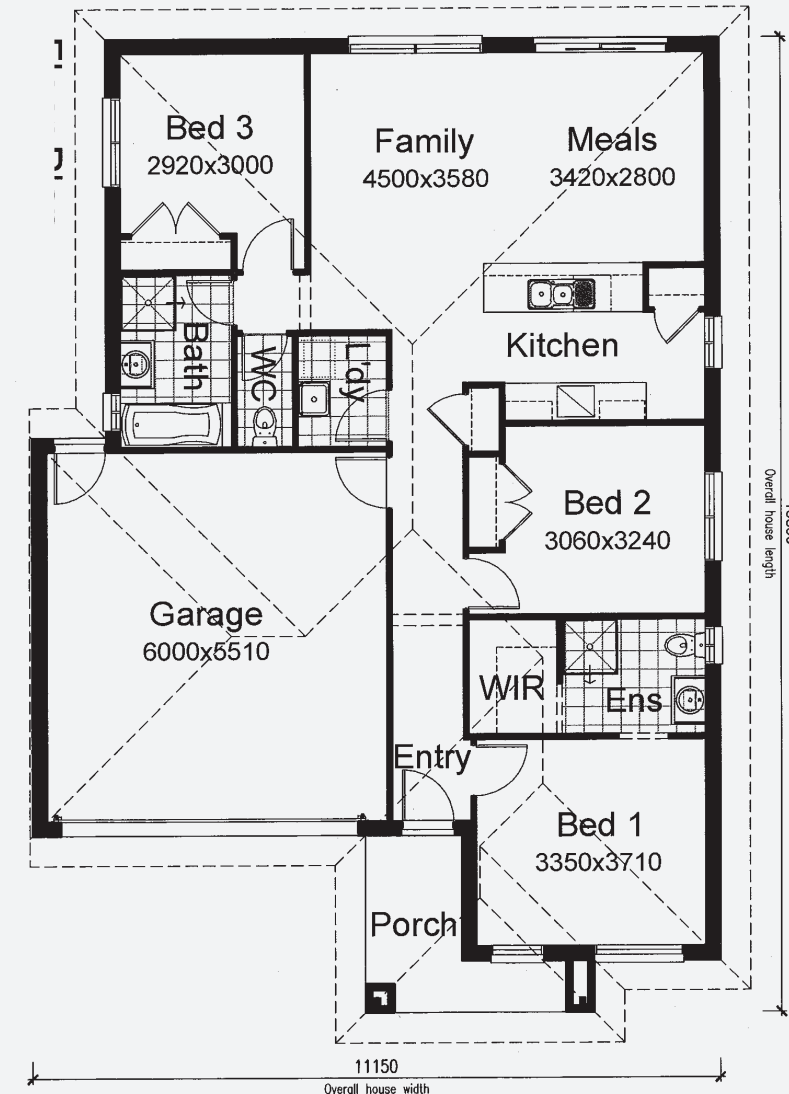 Bed 3
2920x3000
Family
4500x3580
Meals
3420x2800
Bath
WC
L'dy
Kitchen
Bed 2
3060x3240
Garage
6000x5510
WIR
Ens
Entry
Bed 1
3350x3710
Porch
Overall house length
11150
Overall house width